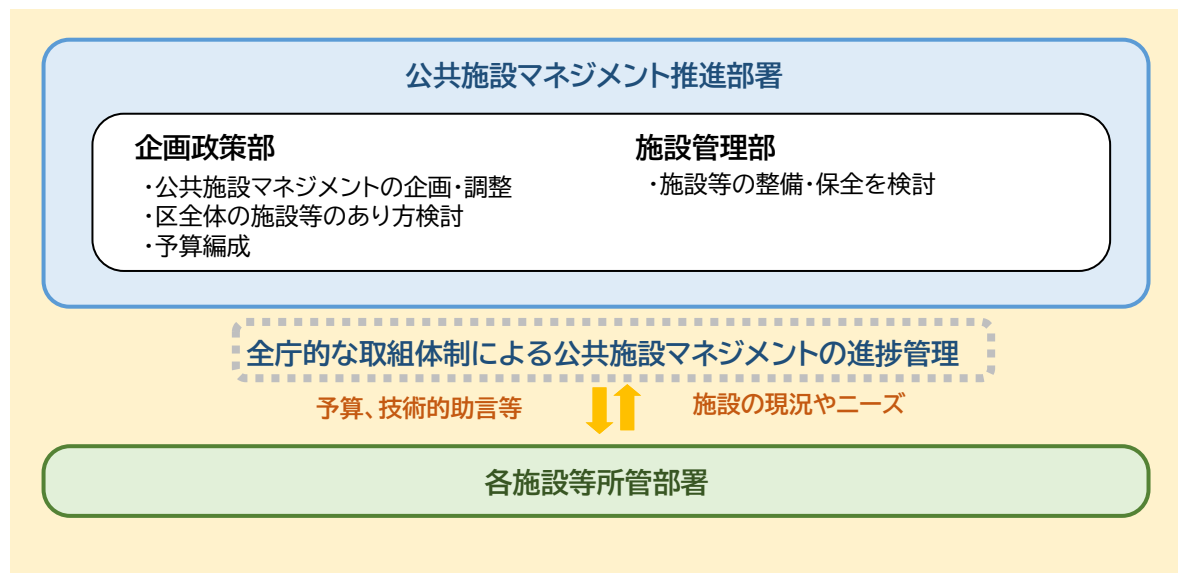 公共施設マネジメント推進部署
企画政策部
・公共施設マネジメントの企画・調整
・区全体の施設等のあり方検討
・予算編成
施設管理部
・施設等の整備・保全を検討
全庁的な取組体制による公共施設マネジメントの進捗管理
予算、技術的助言等
施設の現況やニーズ
各施設等所管部署